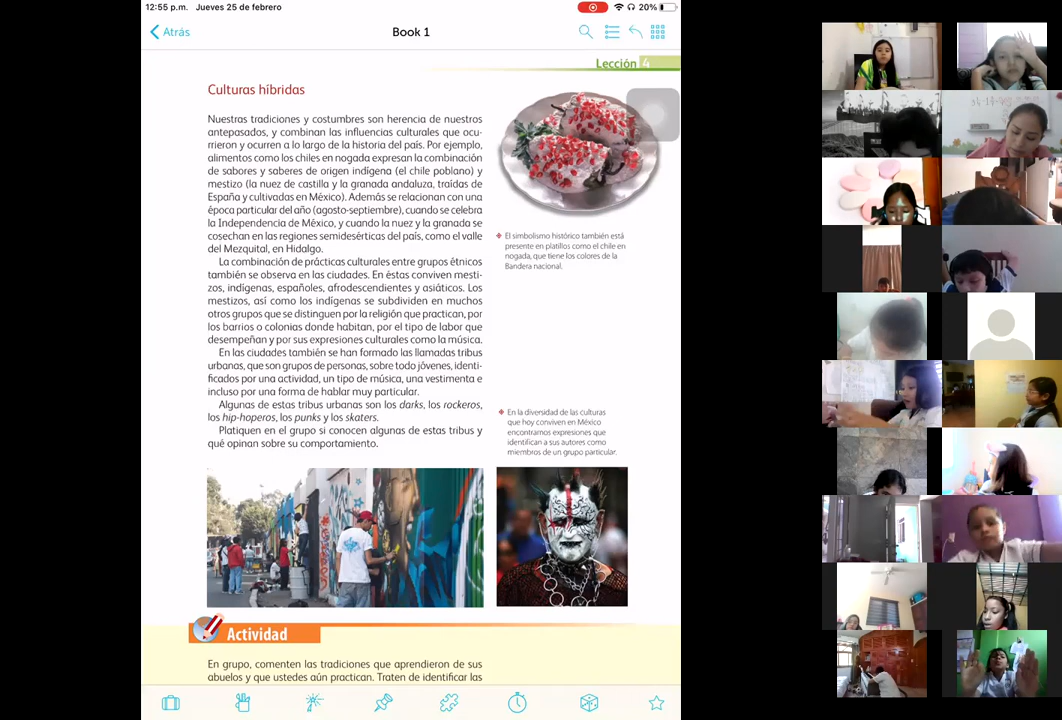 12:55 p.m. Jueves 25 de febrero
20%
Atrás
Book 1
Lección 4
Culturas híbridas
Nuestras tradiciones y costumbres son herencia de nuestros
antepasados, y combinan las influencias culturales que ocu-
rrieron y ocurren a lo largo de la historia del país. Por ejemplo,
alimentos como los chiles en nogada expresan la combinación
de sabores y saberes de origen indígena (el chile poblano) y
mestizo (la nuez de castilla y la granada andaluza, traídas de
España y cultivadas en México). Además se relacionan con una
época particular del año (agosto-septiembre), cuando se celebra
la Independencia de México, y cuando la nuez y la granada se
cosechan en las regiones semidesérticas del país, como el valle
del Mezquital, en Hidalgo.
La combinación de prácticas culturales entre grupos étnicos
también se observa en las ciudades. En éstas conviven mesti-
zos, indígenas, españoles, afrodescendientes y asiáticos. Los
mestizos, así como los indígenas se subdividen en muchos
otros grupos que se distinguen por la religión que practican, por
los barrios o colonias donde habitan, por el tipo de labor que
desempeñan y por sus expresiones culturales como la música.
En las ciudades también se han formado las llamadas tribus
urbanas, que son grupos de personas, sobre todo jóvenes, identi-
ficados por una actividad, un tipo de música, una vestimenta e
incluso por una forma de hablar muy particular.
Algunas de estas tribus urbanas son los darks, los rockeros,
los hip-hoperos, los punks y los skaters.
Platiquen en el grupo si conocen algunas de estas tribus y
qué opinan sobre su comportamiento.
El simbolismo histórico también está
presente en platillos como el chile en
nogada, que tiene los colores de la
Bandera nacional.
En la diversidad de las culturas
que hoy conviven en México
encontramos expresiones que
identifican a sus autores como
miembros de un grupo particular.
Actividad
En grupo, comenten las tradiciones que aprendieron de sus
abuelos y que ustedes aún practican. Traten de identificar las